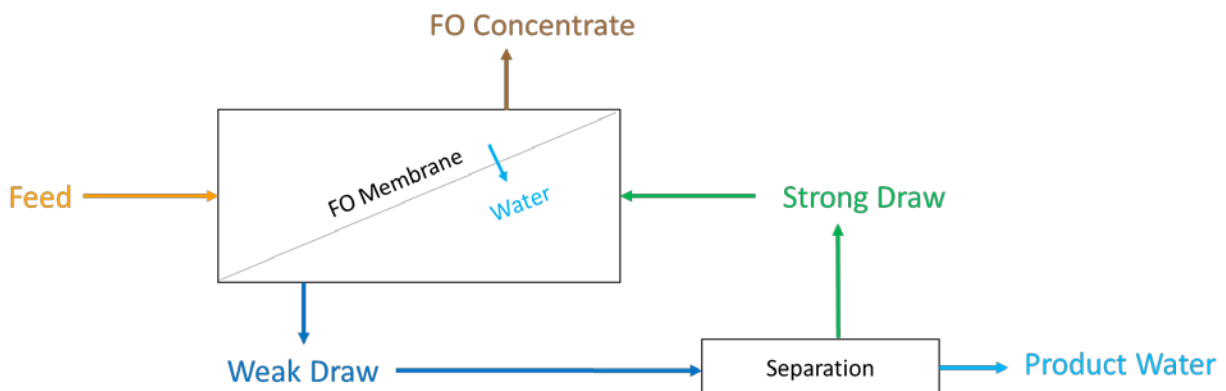 FO Concentrate
FO Membrane
Water
Feed
Strong Draw
Weak Draw
Separation
Product Water